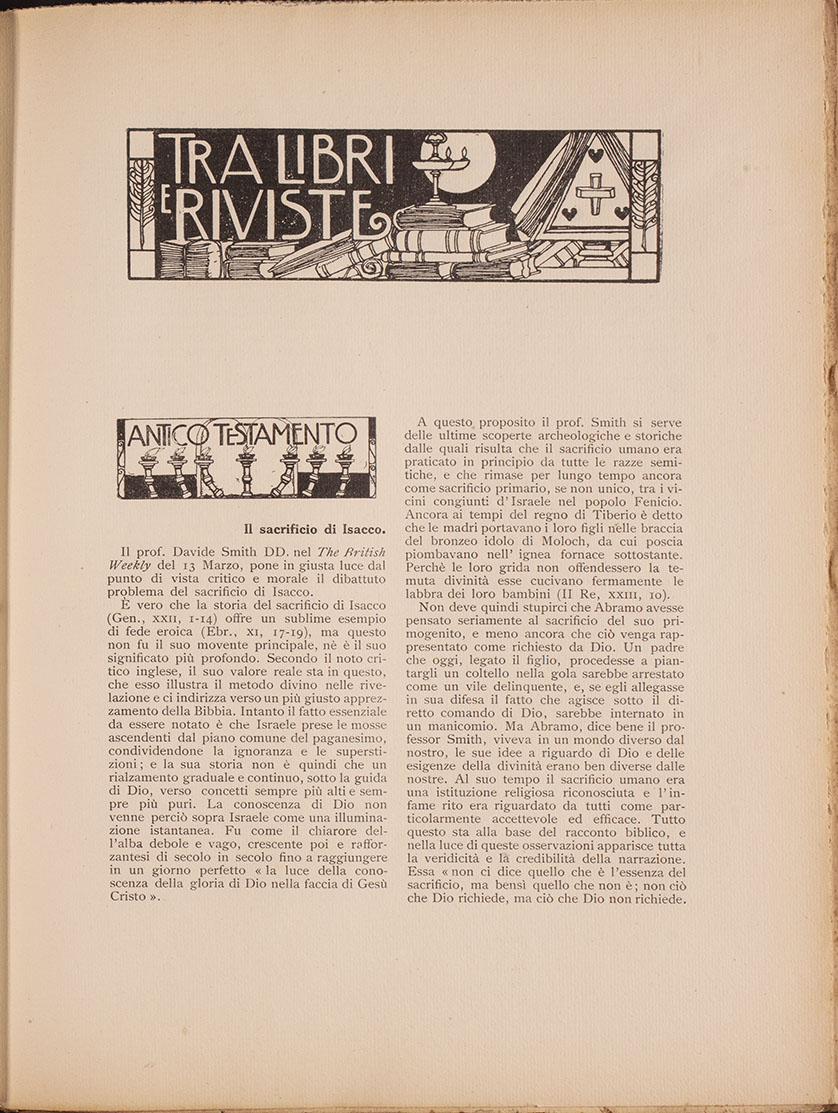 TRA LIBRI
E RIVISTE
ANTICO TESTAMENTO
Il sacrificio di Isacco.
Il prof. Davide Smith DD. nel The British
Weekly del 13 Marzo, pone in giusta luce dal
punto di vista critico e morale il dibattuto
problema del sacrificio di Isacco.
È vero che la storia del sacrificio di Isacco
(Gen., XXII, 1-14) offre un sublime esempio
di fede eroica (Ebr., XI, 17-19), ma questo
non fu il suo movente principale, nè è il suo
significato più profondo. Secondo il noto cri-
tico inglese, il suo valore reale sta in questo,
che esso illustra il metodo divino nelle rive-
lazione e ci indirizza verso un più giusto apprez-
zamento della Bibbia. Intanto il fatto essenziale
da essere notato è che Israele prese le mosse
ascendenti dal piano comune del paganesimo,
condividendone la ignoranza e le supersti-
zioni; e la sua storia non è quindi che un
rialzamento graduale e continuo, sotto la guida
di Dio, verso concetti sempre più alti e sem-
pre più puri. La conoscenza di Dio non
venne perciò sopra Israele come una illumina-
zione istantanea. Fu come il chiarore del-
l'alba debole e vago, crescente poi e raffor-
zantesi di secolo in secolo fino a raggiungere
in un giorno perfetto « la luce della cono-
scenza della gloria di Dio nella faccia di Gesù
Cristo ».
A questo proposito il prof. Smith si serve
delle ultime scoperte archeologiche e storiche
dalle quali risulta che il sacrificio umano era
praticato in principio da tutte le razze semi-
tiche, e che rimase per lungo tempo ancora
come sacrificio primario, se non unico, tra i vi-
cini congiunti d'Israele nel popolo Fenicio.
Ancora ai tempi del regno di Tiberio è detto
che le madri portavano i loro figli nelle braccia
del bronzeo idolo di Moloch, da cui poscia
piombavano nell' ignea fornace sottostante.
Perchè le loro grida non offendessero la te-
muta divinità esse cucivano fermamente le
labbra dei loro bambini (II Re, XXIII, 10).
Non deve quindi stupirci che Abramo avesse
pensato seriamente al sacrificio del suo pri-
mogenito, e meno ancora che ciò venga rap-
presentato come richiesto da Dio. Un padre
che oggi, legato il figlio, procedesse a pian-
targli un coltello nella gola sarebbe arrestato
come un vile delinquente, e, se egli allegasse
in sua difesa il fatto che agisce sotto il di-
retto comando di Dio, sarebbe internato in
un manicomio. Ma Abramo, dice bene il pro-
fessor Smith, viveva in un mondo diverso dal
nostro, le sue idee a riguardo di Dio e delle
esigenze della divinità erano ben diverse dalle
nostre. Al suo tempo il sacrificio umano era
una istituzione religiosa riconosciuta e l'in-
fame rito era riguardato da tutti come par-
ticolarmente accettevole ed efficace. Tutto
questo sta alla base del racconto biblico, e
nella luce di queste osservazioni apparisce tutta
la veridicità e la credibilità della narrazione.
Essa « non ci dice quello che è l'essenza del
sacrificio, ma bensì quello che non è; non ciò
che Dio richiede, ma ciò che Dio non richiede.